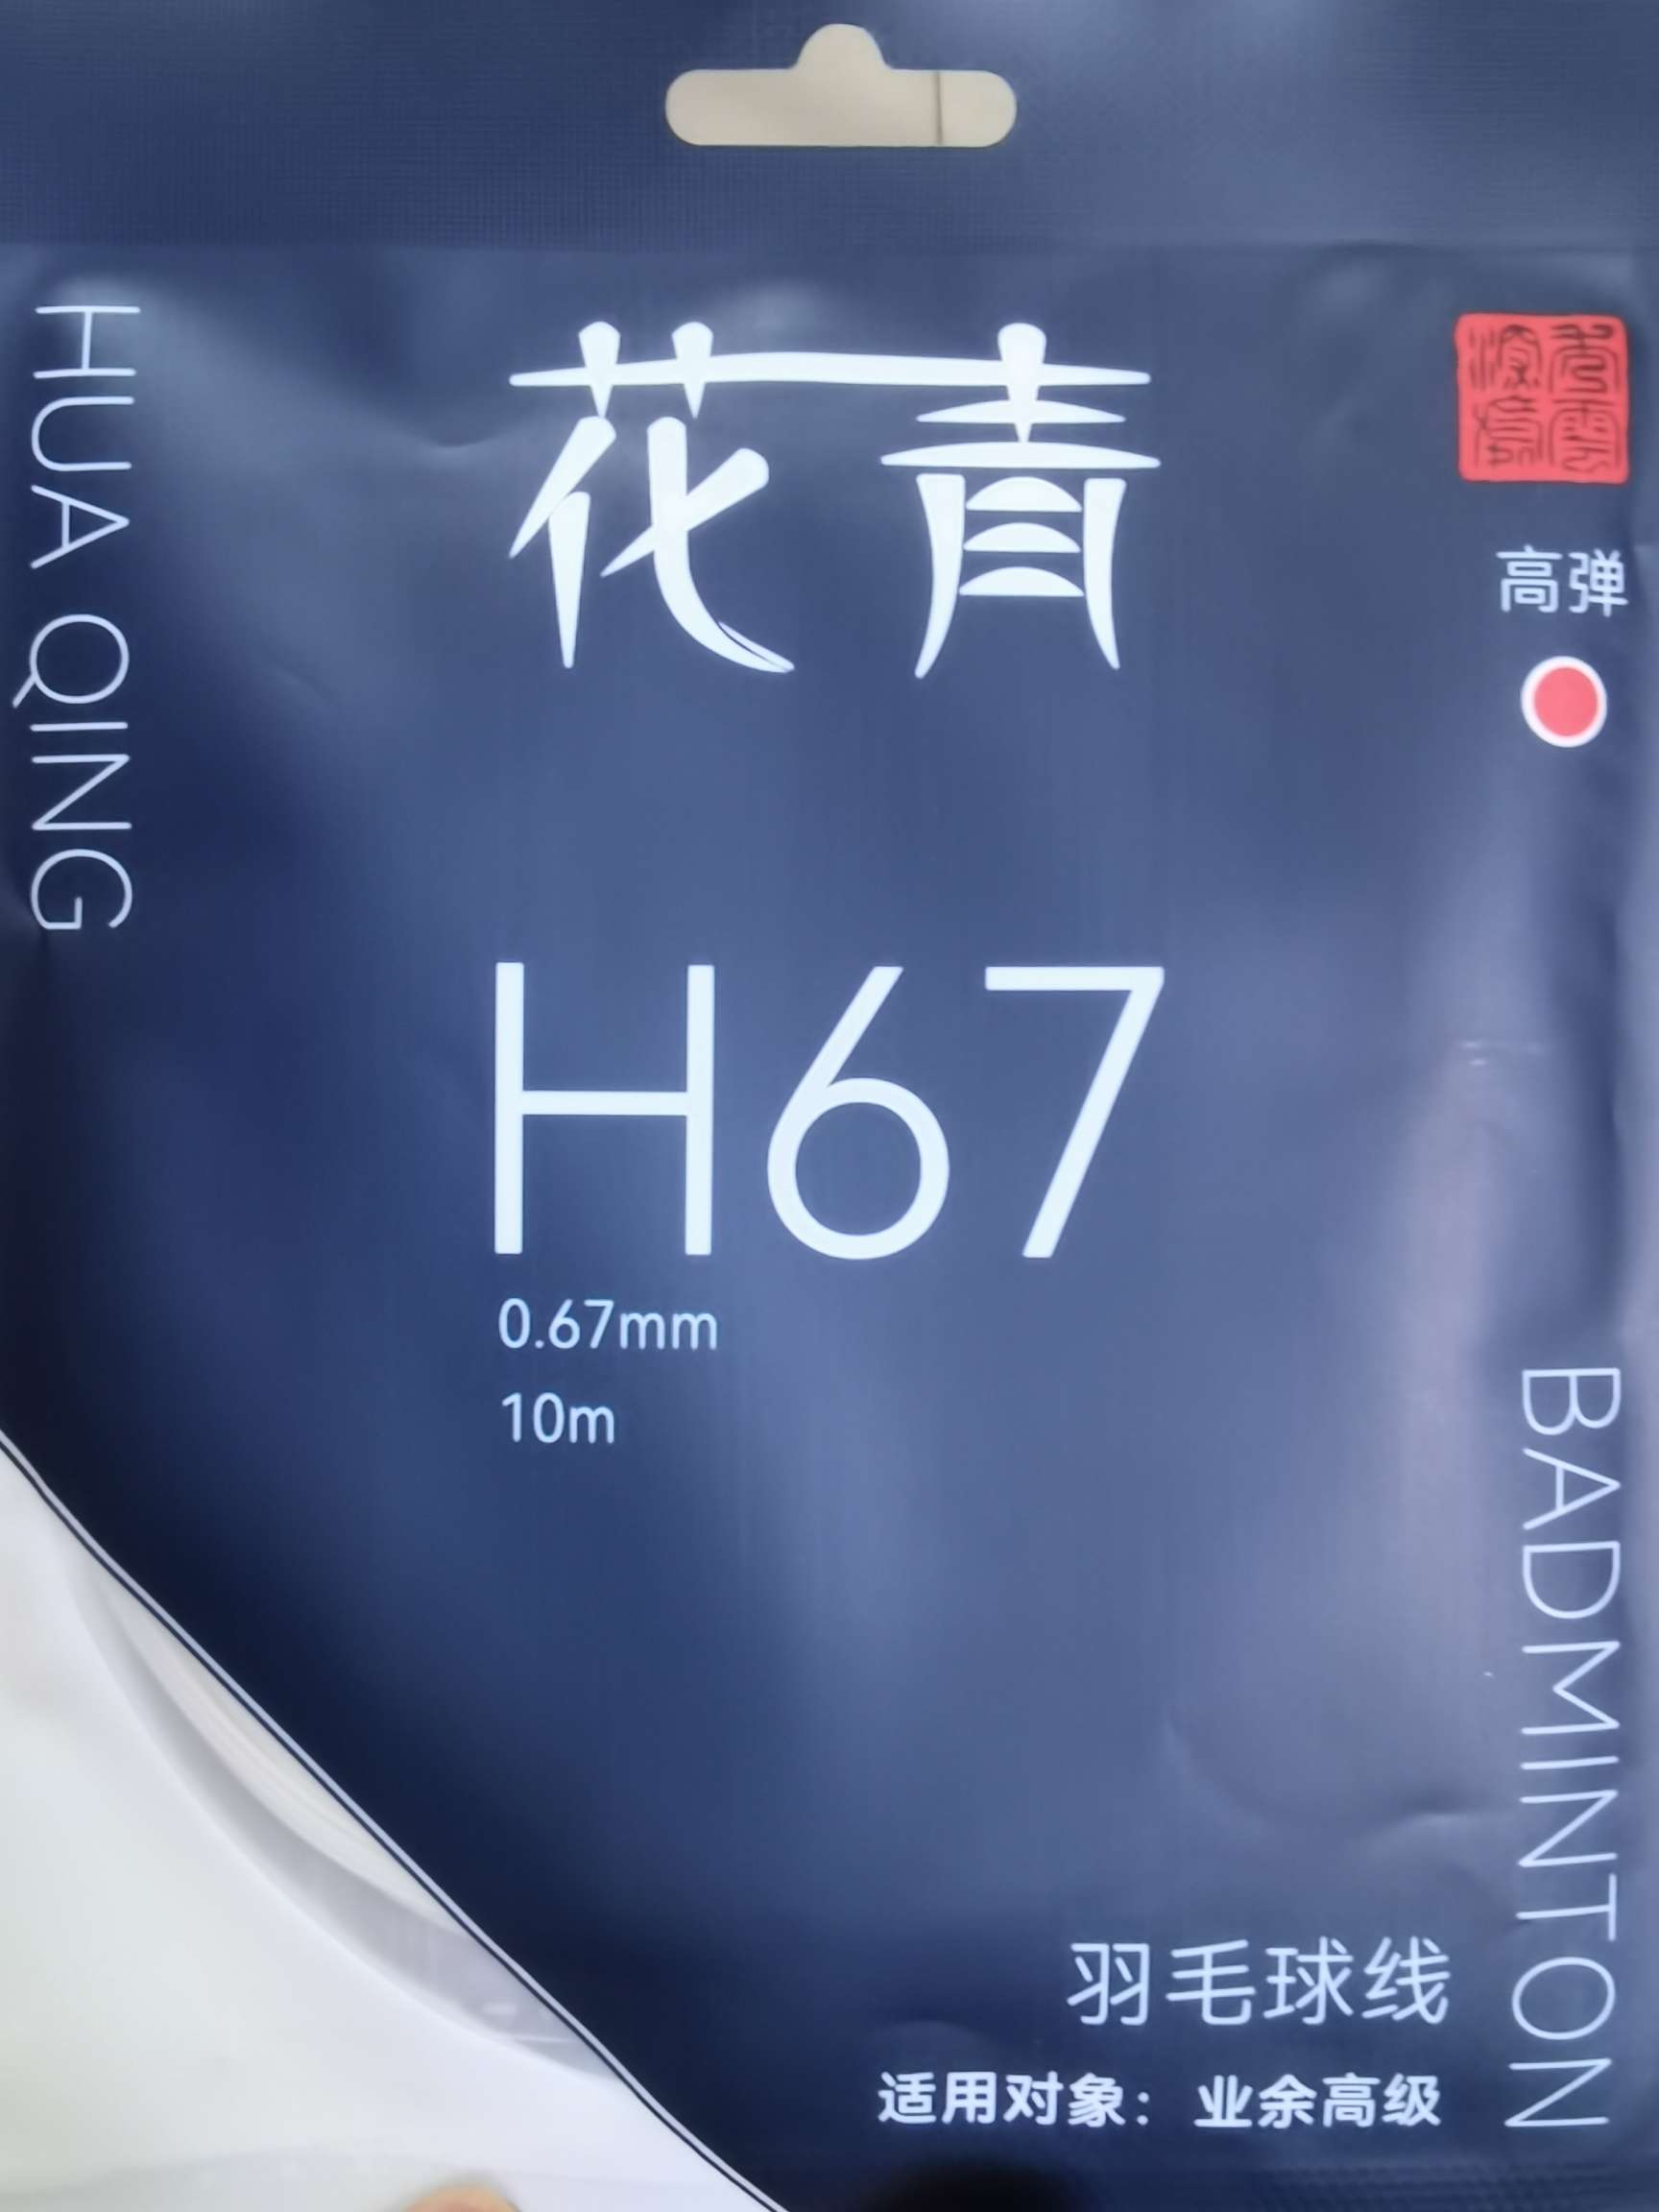 花青
HUA QING
高弹
H67
0.67mm
10m
BADMINTON
羽毛球线
适用对象：业余高级